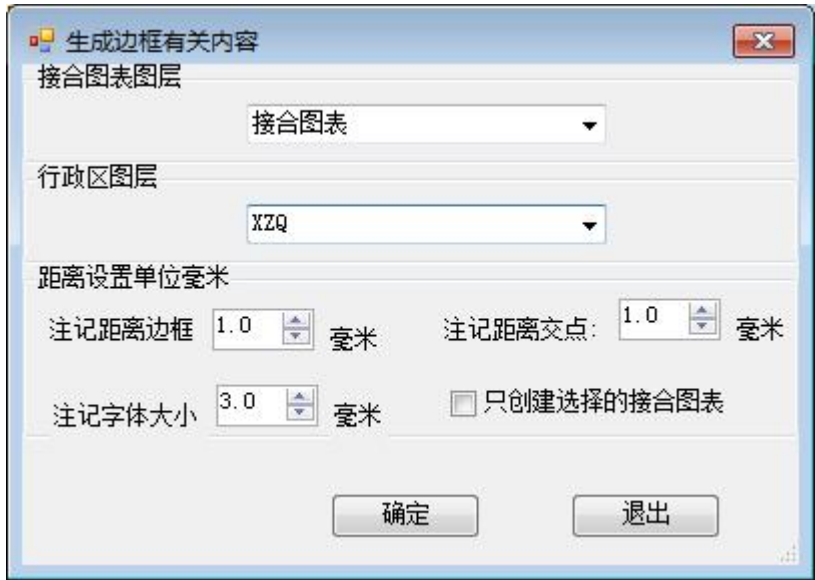 生成边框有关内容
接合图表图层
接合图表
行政区图层
XZQ
距离设置单位毫米
注记距离边框 1.0 毫米 注记距离交点: 1.0 毫米
注记字体大小 3.0 毫米 只创建选择的接合图表
确定 退出